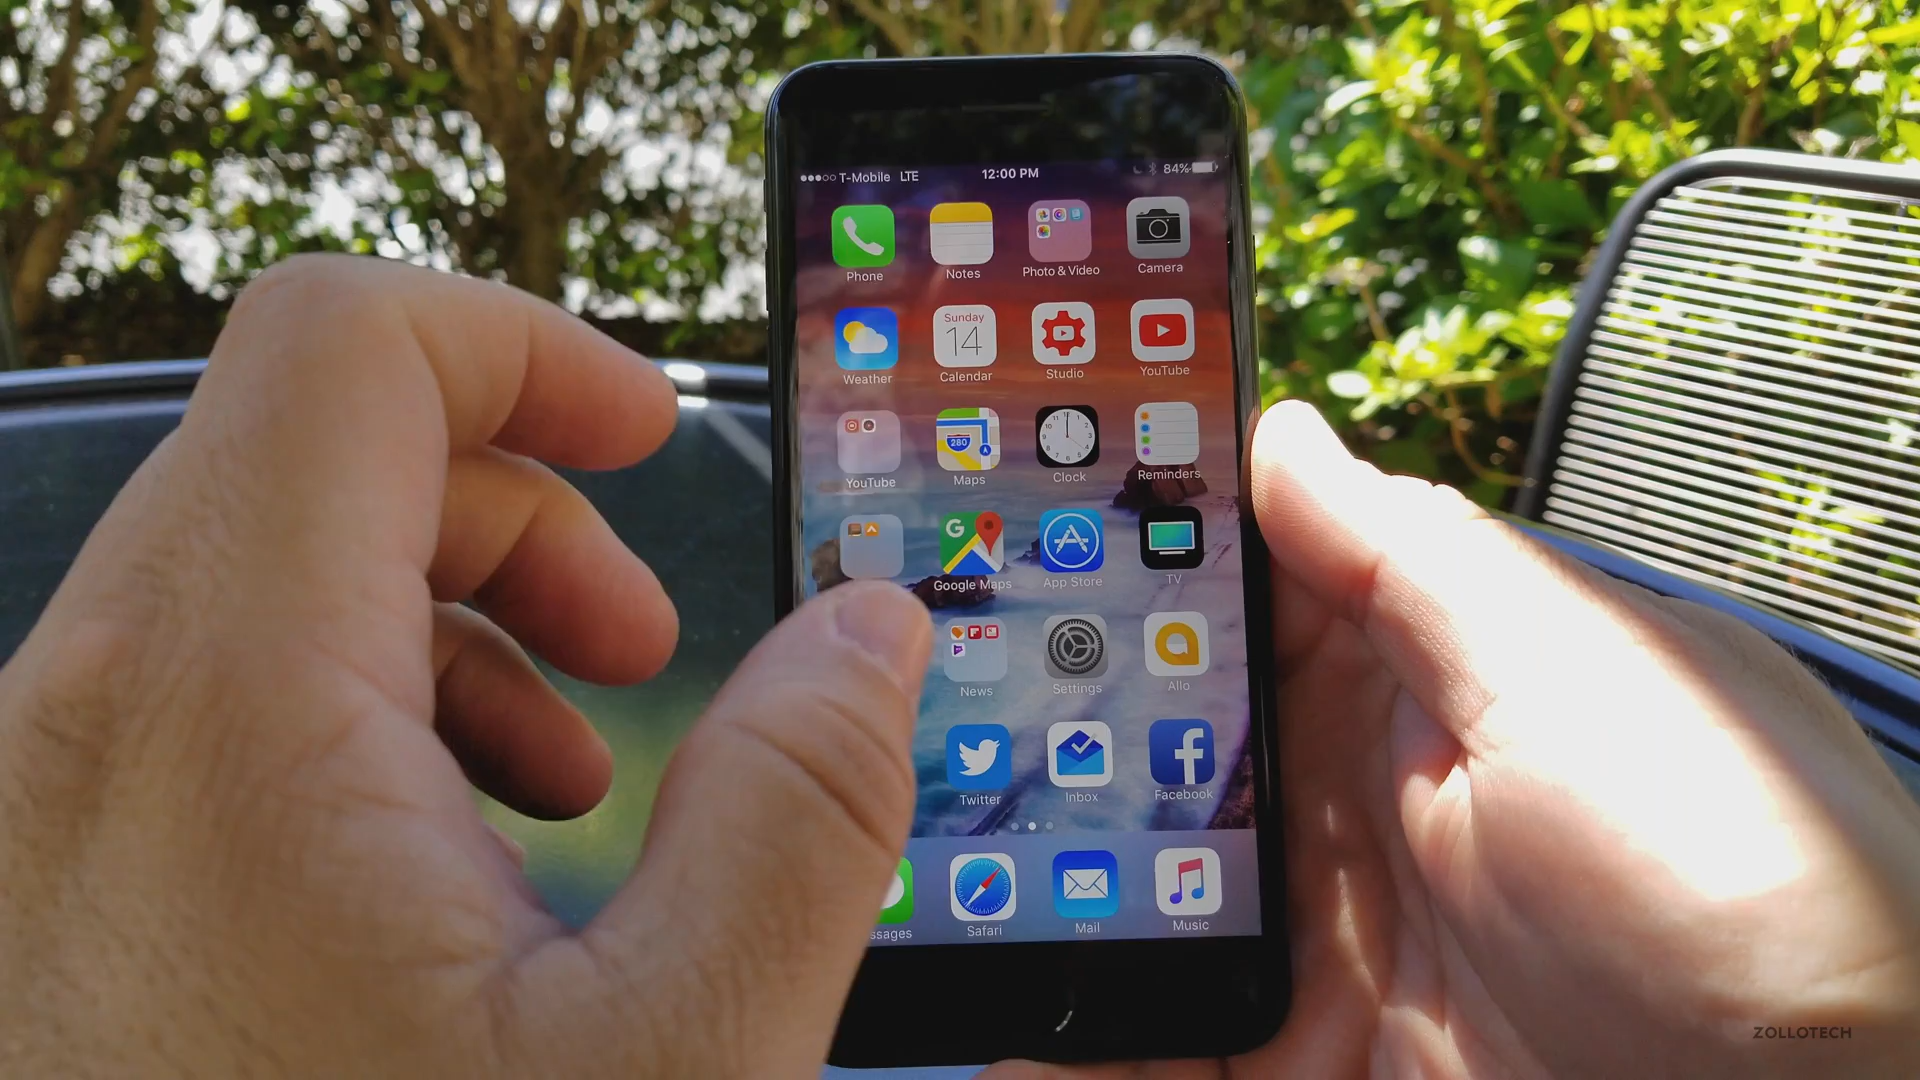 T-Mobile LTE 12:00 PM 84%
Phone Notes Photo & Video Camera
Sunday
14
Weather Calendar Studio YouTube
280
YouTube Maps Clock Reminders
G
Google Maps App Store TV
News Settings Allo
f
Twitter Inbox Facebook
ssages Safari Mail Music
ZOLLOTECH